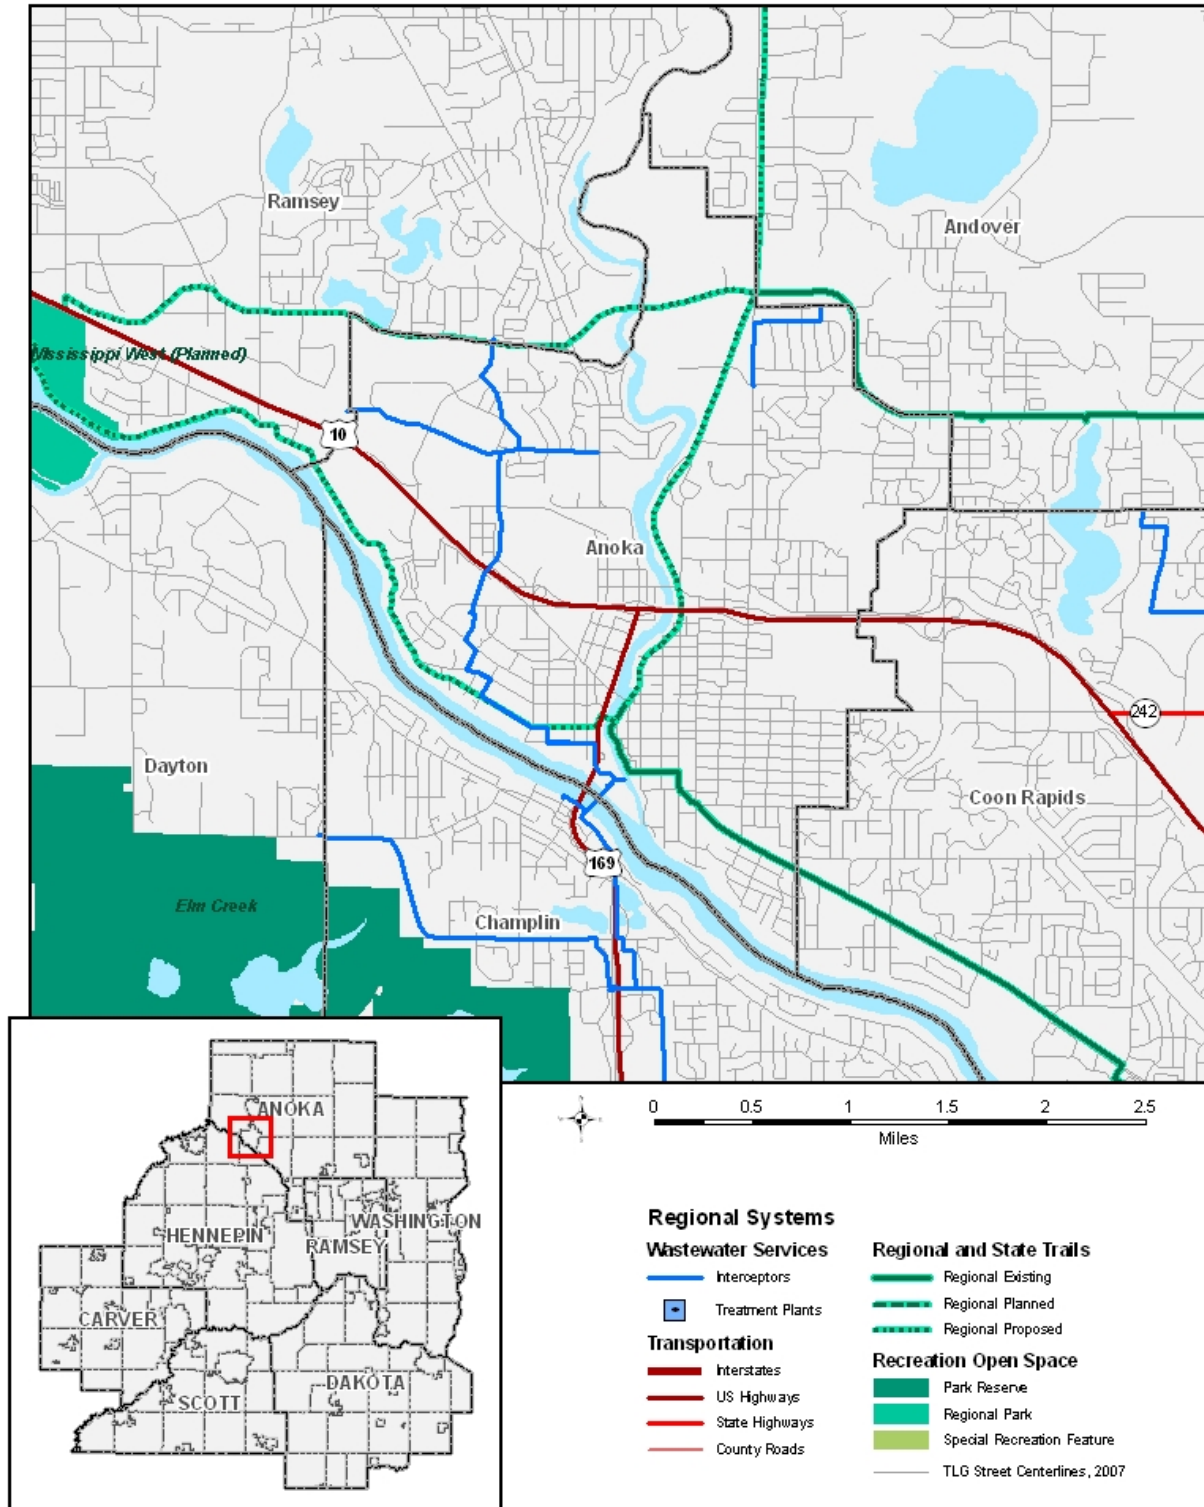 Ramsey
Andover
Mississippi West (Planned)
10
Anoka
242
Dayton
Coon Rapids
169
Elm Creek
Champlin
ANOKA
HENNEPIN
WASHINGTON
RAMSEY
CARVER
SCOTT
DAKOTA
0 0.5 1 1.5 2 2.5
Miles
Regional Systems
Wastewater Services
Interceptors
Treatment Plants
Transportation
Interstates
US Highways
State Highways
County Roads
Regional and State Trails
Regional Existing
Regional Planned
Regional Proposed
Recreation Open Space
Park Reserve
Regional Park
Special Recreation Feature
TLG Street Centerlines, 2007